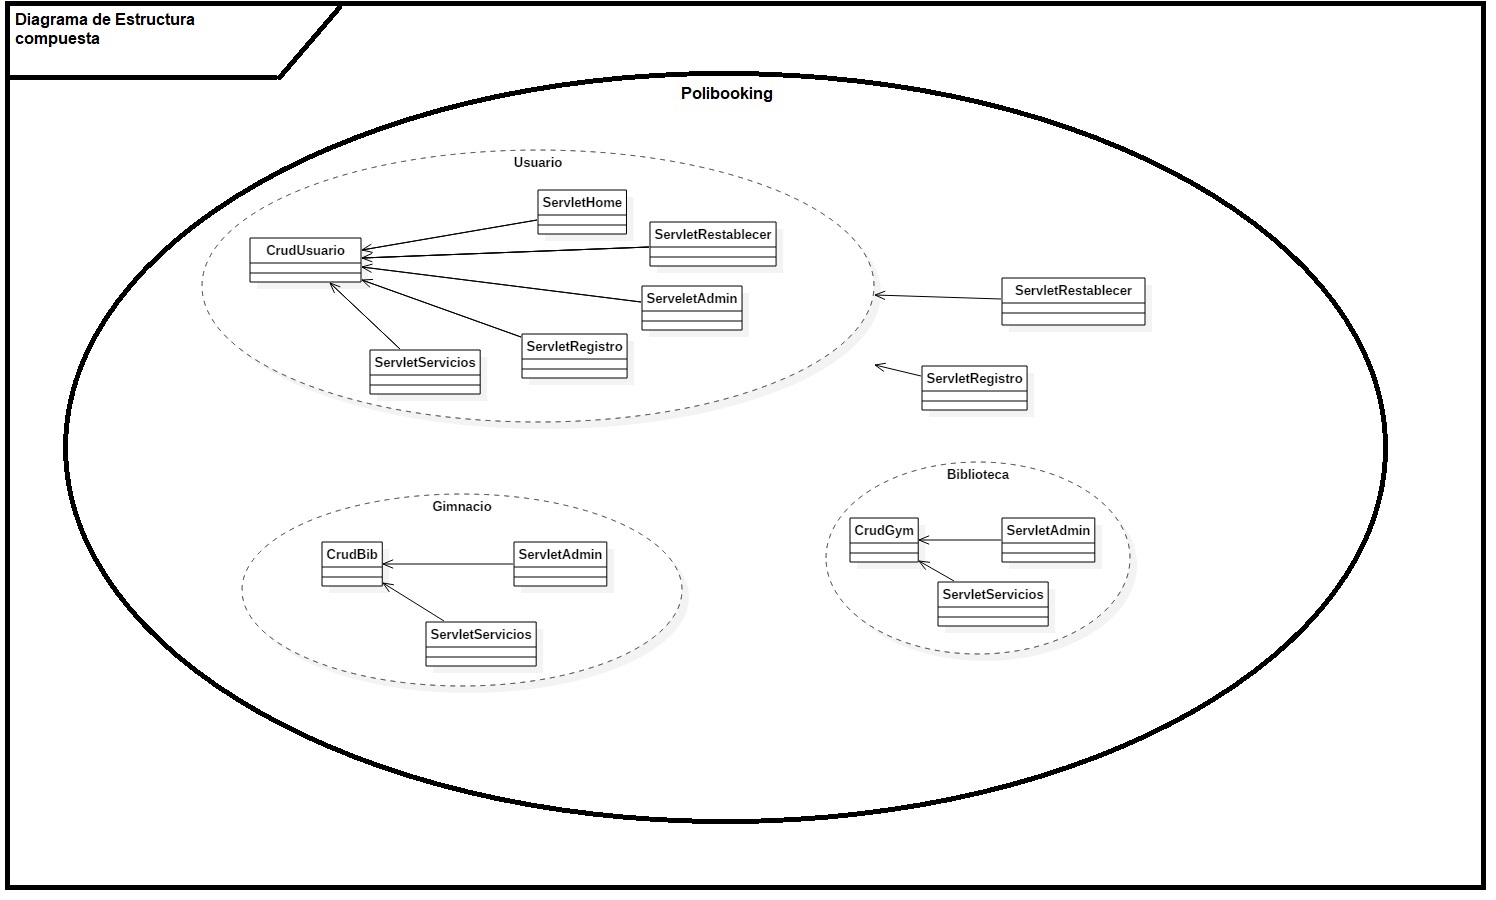 Diagrama de Estructura
compuesta
Polibooking
Usuario
ServletHome
ServletRestablecer
CrudUsuario
ServeletAdmin
ServletRegistro
ServletServicios
ServletRestablecer
ServletRegistro
Gimnacio
CrudBib
ServletAdmin
ServletServicios
Biblioteca
CrudGym
ServletAdmin
ServletServicios